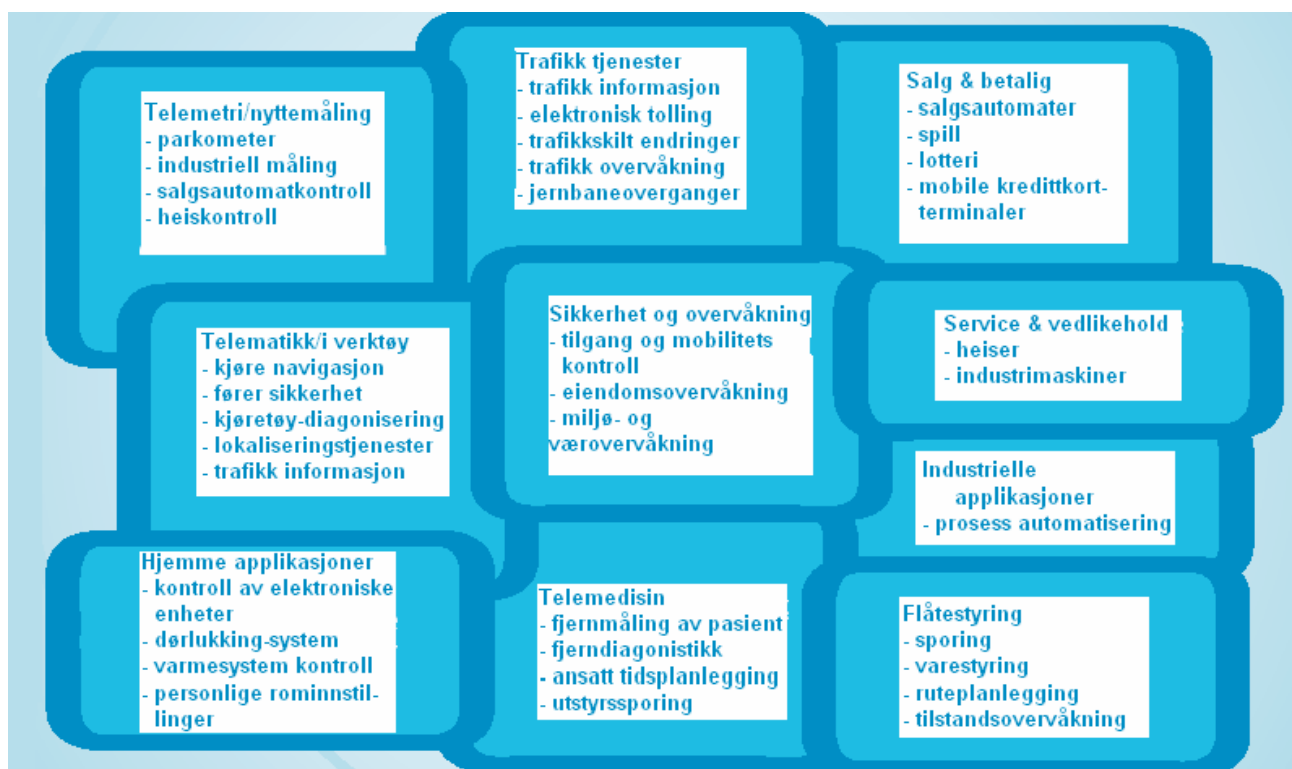 Telemetri/nyttemåling
- parkometer
- industriell måling
- salgsautomatkontroll
- heiskontroll
Trafikk tjenester
- trafikk informasjon
- elektronisk tolling
- trafikkskilt endringer
- trafikk overvåkning
- jernbaneoverganger
Salg & betalig
- salgsautomater
- spill
- lotteri
- mobile kredittkort-
terminaler
Telematikk/i verktøy
- kjøre navigasjon
- fører sikkerhet
- kjøretøy-diagonisering
- lokaliseringstjenester
- trafikk informasjon
Sikkerhet og overvåkning
- tilgang og mobilitets
kontroll
- eiendomsovervåkning
- miljø- og
værovervåkning
Service & vedlikehold
- heiser
- industrimaskiner
Industrielle
applikasjoner
- prosess automatisering
Hjemme applikasjoner
- kontroll av elektroniske
enheter
- dørlukking-system
- varmesystem kontroll
- personlige rominnstil-
linger
Telemedisin
- fjernmåling av pasient
- fjerndiagonistikk
- ansatt tidsplanlegging
- utstyrssporing
Flåtestyring
- sporing
- varestyring
- ruteplanlegging
- tilstandsovervåkning